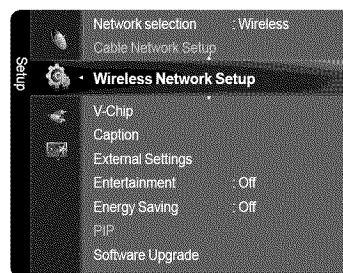 Setup
Network selection : Wireless
Cable Network Setup
Wireless Network Setup
V-Chip
Caption
External Settings
Entertainment : Off
Energy Saving : Off
PIP
Software Upgrade